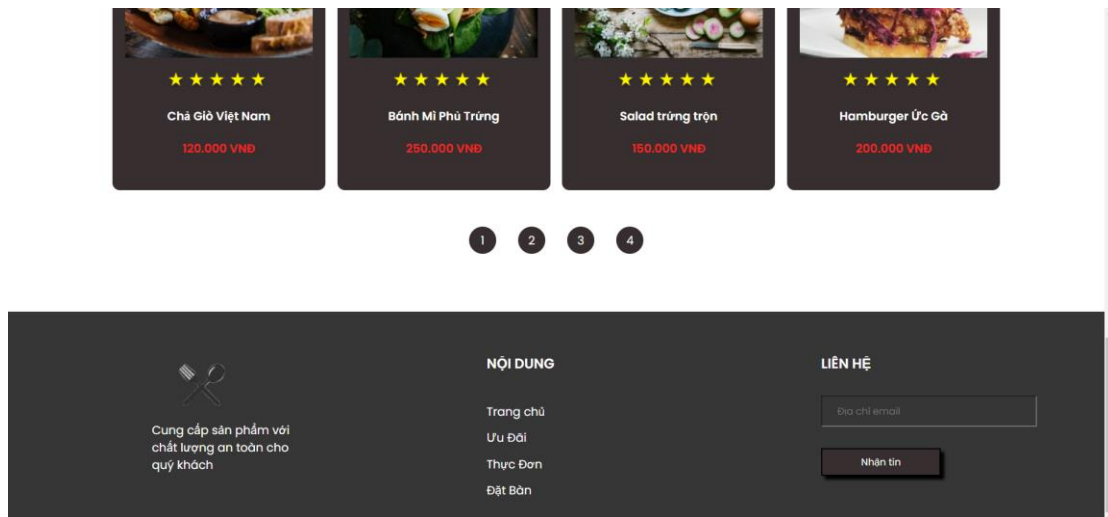 ★ ★ ★ ★ ★ ★ ★ ★ ★ ★ ★ ★ ★ ★ ★ ★ ★ ★ ★ ★
Chả Giò Việt Nam
120.000 VNĐ
Bánh Mì Phủ Trứng
250.000 VNĐ
Salad trứng trộn
150.000 VNĐ
Hamburger Ức Gà
200.000 VNĐ
1 2 3 4
Cung cấp sản phẩm với
chất lượng an toàn cho
quý khách
NỘI DUNG
Trang chủ
Ưu Đãi
Thực Đơn
Đặt Bàn
LIÊN HỆ
Địa chỉ email
Nhận tin